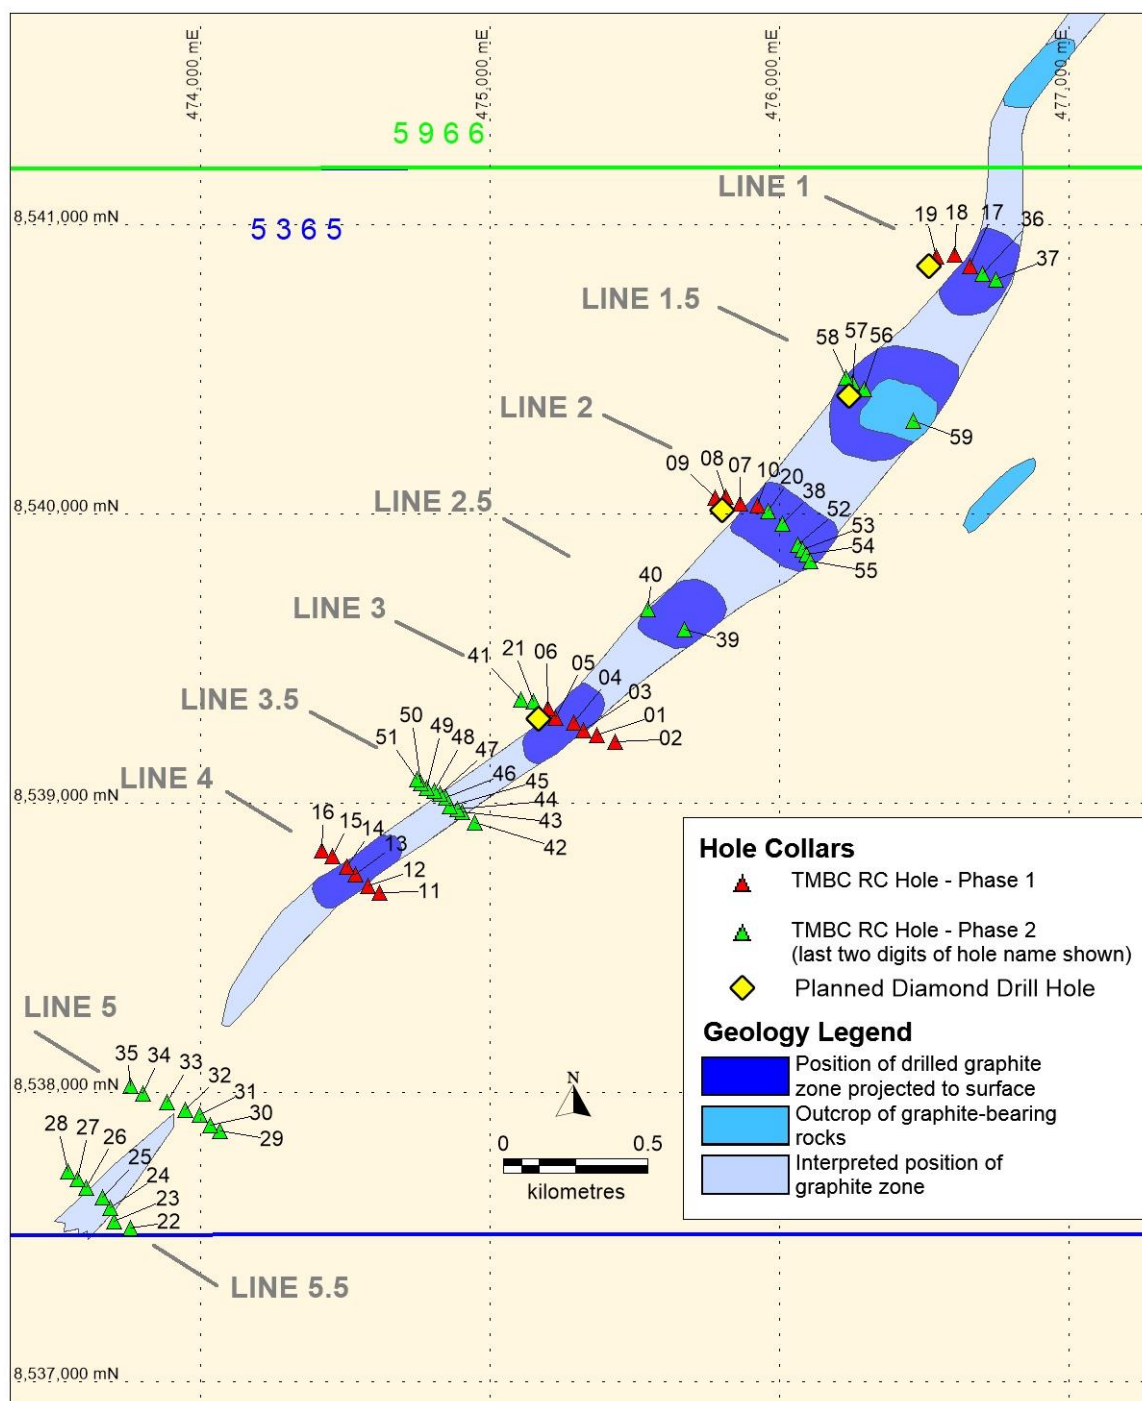 474,000 mE
475,000 mE
476,000 mE
477,000 mE
5 9 6 6
LINE 1
8,541,000 mN
5 3 6 5
19
18
17
36
37
LINE 1.5
58
57
56
59
LINE 2
09
08
07
10
20
38
52
53
54
55
8,540,000 mN
LINE 2.5
40
39
LINE 3
41
21
06
05
04
03
01
02
LINE 3.5
51
50
49
48
47
46
45
44
43
42
8,539,000 mN
LINE 4
16
15
14
13
12
11
LINE 5
35
34
33
32
31
30
29
8,538,000 mN
28
27
26
25
24
23
22
LINE 5.5
8,537,000 mN
N
0 0.5
kilometres
Hole Collars
TMBC RC Hole - Phase 1
TMBC RC Hole - Phase 2
(last two digits of hole name shown)
Planned Diamond Drill Hole
Geology Legend
Position of drilled graphite
zone projected to surface
Outcrop of graphite-bearing
rocks
Interpreted position of
graphite zone